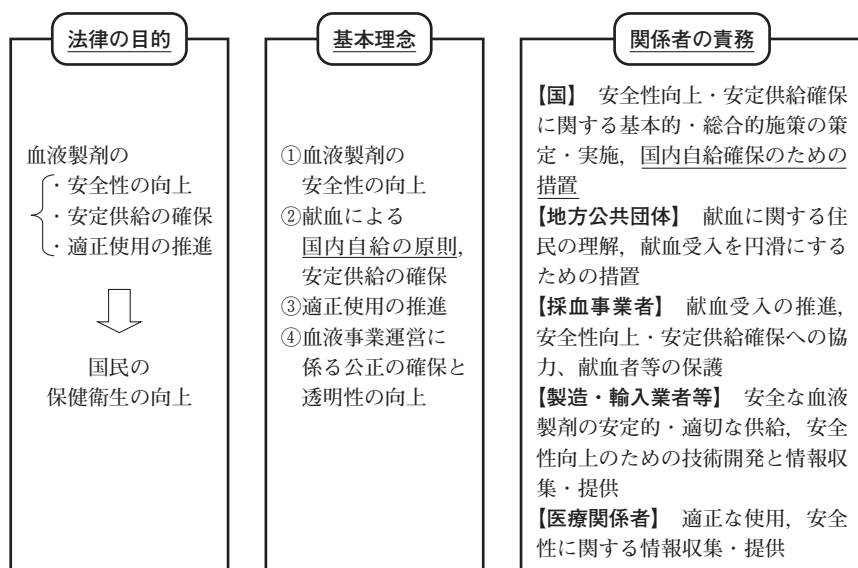 法律の目的
血液製剤の
・安全性の向上
・安定供給の確保
・適正使用の推進
国民の
保健衛生の向上
基本理念
①血液製剤の
安全性の向上
②献血による
国内自給の原則，
安定供給の確保
③適正使用の推進
④血液事業運営に
係る公正の確保と
透明性の向上
関係者の責務
【国】　安全性向上・安定供給確保
に関する基本的・総合的施策の策
定・実施，国内自給確保のための
措置
【地方公共団体】　献血に関する住
民の理解，献血受入を円滑にする
ための措置
【採血事業者】　献血受入の推進，
安全性向上・安定供給確保への協
力、献血者等の保護
【製造・輸入業者等】　安全な血液
製剤の安定的・適切な供給，安全
性向上のための技術開発と情報収
集・提供
【医療関係者】　適正な使用，安全
性に関する情報収集・提供